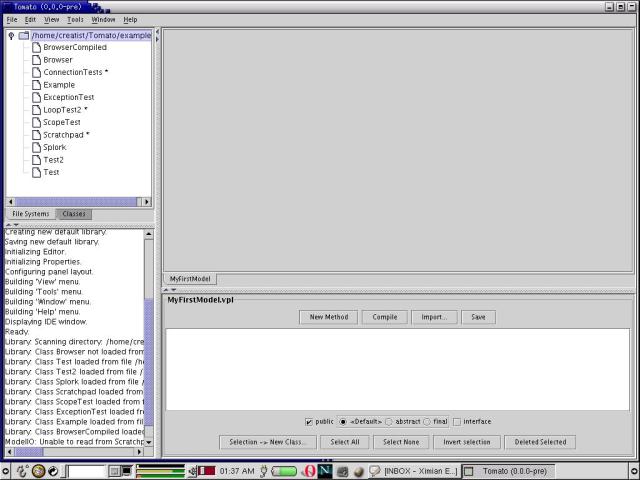 Tomato (0.0.0-pre)
File Edit View Tools Window Help
/home/creatist/Tomato/example
BrowserCompiled
Browser
ConnectionTests *
Example
ExceptionTest
LoopTest2 *
ScopeTest
Scratchpad *
Splork
Test2
Test
File Systems Classes
Creating new default library.
Saving new default library.
Initializing Editor.
Initializing Properties.
Configuring panel layout.
Building 'View' menu.
Building 'Tools' menu.
Building 'Window' menu.
Building 'Help' menu.
Displaying IDE window.
Ready.
Library: Scanning directory: /home/cre
Library: Class Browser not loaded from
Library: Class Test loaded from file /h
Library: Class Test2 loaded from file /
Library: Class Splork loaded from file /
Library: Class Scratchpad loaded from
Library: Class ScopeTest loaded from f
Library: Class ExceptionTest loaded fr
Library: Class Example loaded from file
Library: Class BrowserCompiled loaded
ModelIO: Unable to read from Scratchp
MyFirstModel
MyFirstModel.vpl
New Method Compile Import... Save
public «Default» abstract final interface
Selection -> New Class... Select All Select None Invert selection Deleted Selected
01:37 AM [INBOX - Ximian E...] Tomato (0.0.0-pre)